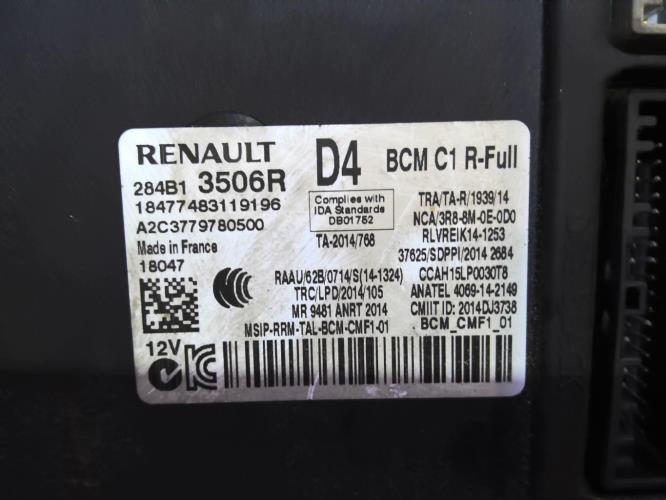 RENAULT D4 BCM C1 R-Full
284B1 3506R
18477483119196
A2C3779780500
Made in France
18047
Complies with
IDA Standards
DB01752
TA-2014/768
TRA/TA-R/1939/14
NCA/3R8-8M-0E-0D0
RLVREIK14-1253
37625/SDPPI/2014 2684
CCAH15LP0030T8
ANATEL 4069-14-2149
CMIIT ID: 2014DJ3738
BCM_CMF1_01
RAAU/62B/0714/S(14-1324)
TRC/LPD/2014/105
MR 9481 ANRT 2014
MSIP-RRM-TAL-BCM-CMF1-01
12V